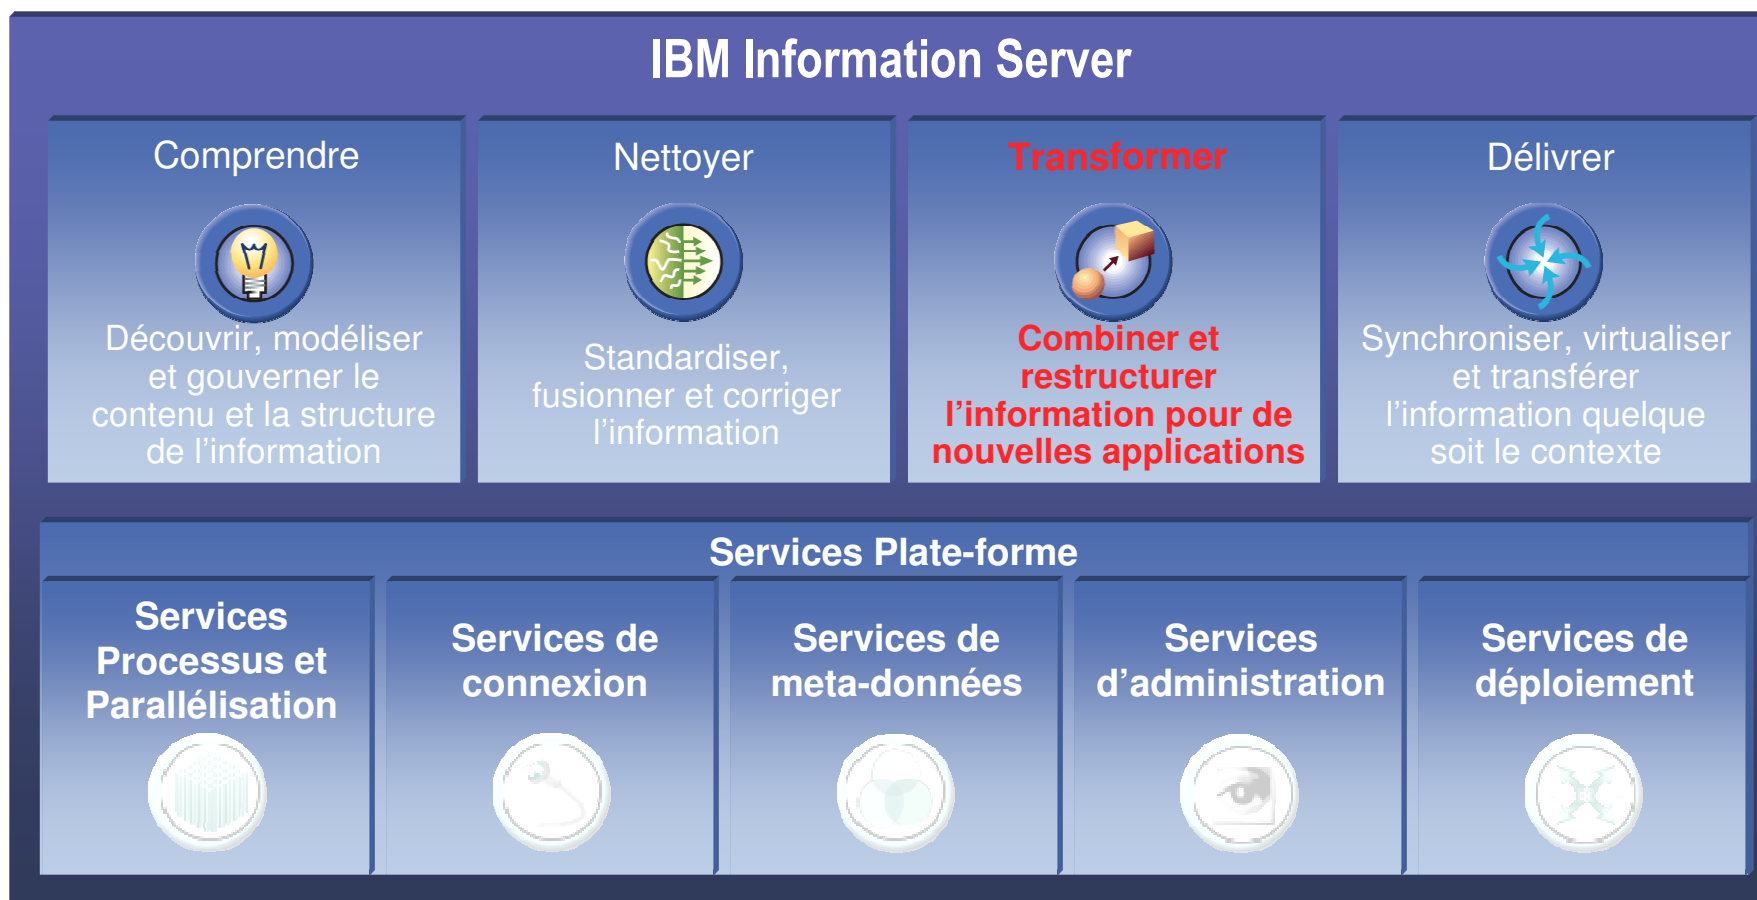 IBM Information Server
Comprendre
Découvrir, modéliser
et gouverner le
contenu et la structure
de l'information
Nettoyer
Standardiser,
fusionner et corriger
l'information
Transformer
Combiner et
restructurer
l'information pour de
nouvelles applications
Délivrer
Synchroniser, virtualiser
et transférer
l'information quelque
soit le contexte
Services Plate-forme
Services
Processus et
Parallélisation
Services de
connexion
Services de
meta-données
Services
d'administration
Services de
déploiement